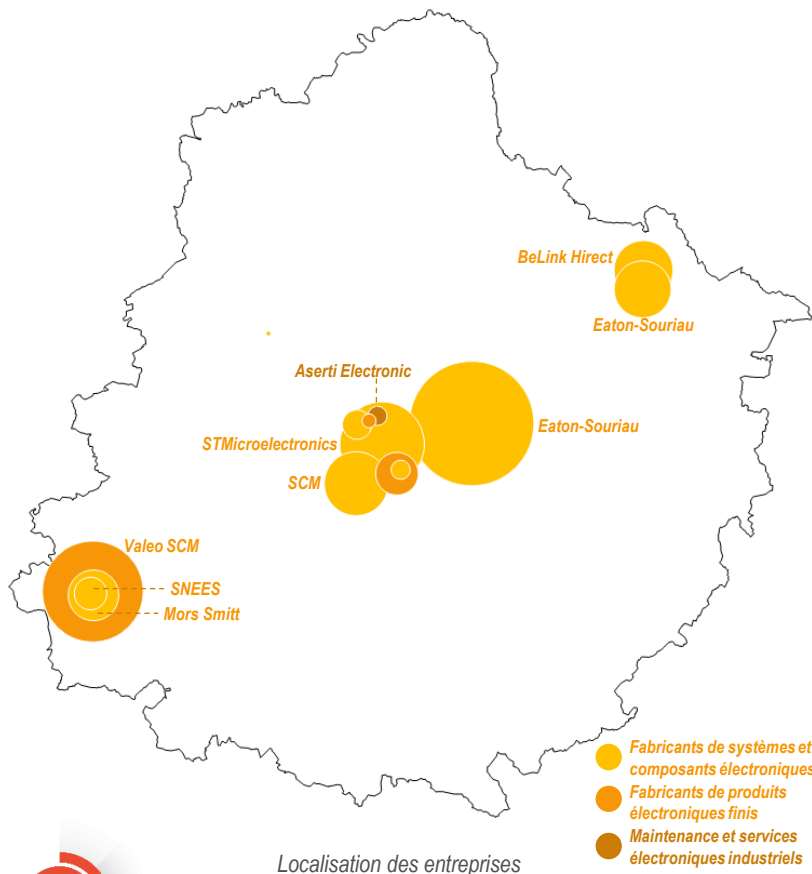 BeLink Hirect
Eaton-Souriau
Aserti Electronic
Eaton-Souriau
STMicroelectronics
SCM
Valeo SCM
SNEES
Mors Smitt
Fabricants de systèmes et
composants électroniques
Fabricants de produits
électroniques finis
Maintenance et services
électroniques industriels
Localisation des entreprises